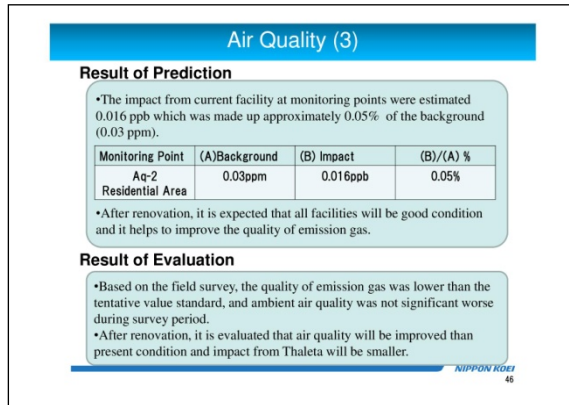 Air Quality (3)
Result of Prediction
•The impact from current facility at monitoring points were estimated
0.016 ppb which was made up approximately 0.05% of the background
(0.03 ppm).
Monitoring Point (A)Background (B) Impact (B)/(A) %
Aq-2
Residential Area 0.03ppm 0.016ppb 0.05%
•After renovation, it is expected that all facilities will be good condition
and it helps to improve the quality of emission gas.
Result of Evaluation
•Based on the field survey, the quality of emission gas was lower than the
tentative value standard, and ambient air quality was not significant worse
during survey period.
•After renovation, it is evaluated that air quality will be improved than
present condition and impact from Thaleta will be smaller.
NIPPON KOEI
46